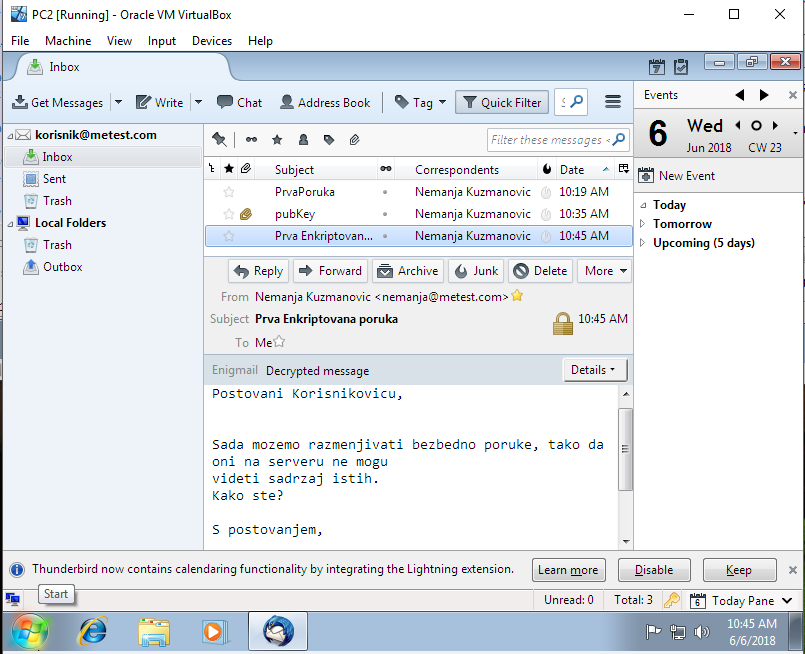 PC2 [Running] - Oracle VM VirtualBox
File Machine View Input Devices Help
Inbox
Get Messages Write Chat Address Book Tag Quick Filter
Filter these messages <
korisnik@metest.com
Inbox
Sent
Trash
Local Folders
Trash
Outbox
Subject Correspondents Date
PrvaPoruka Nemanja Kuzmanovic 10:19 AM
pubKey Nemanja Kuzmanovic 10:35 AM
Prva Enkriptovan... Nemanja Kuzmanovic 10:45 AM
Reply Forward Archive Junk Delete More
From Nemanja Kuzmanovic <nemanja@metest.com>
Subject Prva Enkriptovana poruka 10:45 AM
To Me
Enigmail Decrypted message Details
Postovani Korisnikovicu,
Sada mozemo razmenjivati bezbedno poruke, tako da
oni na serveru ne mogu
videti sadrzaj istih.
Kako ste?
S postovanjem,
7
Events
6 Wed
Jun 2018 CW 23
New Event
Today
Tomorrow
Upcoming (5 days)
Thunderbird now contains calendaring functionality by integrating the Lightning extension. Learn more Disable Keep
Start
Unread: 0 Total: 3 6 Today Pane
10:45 AM
6/6/2018